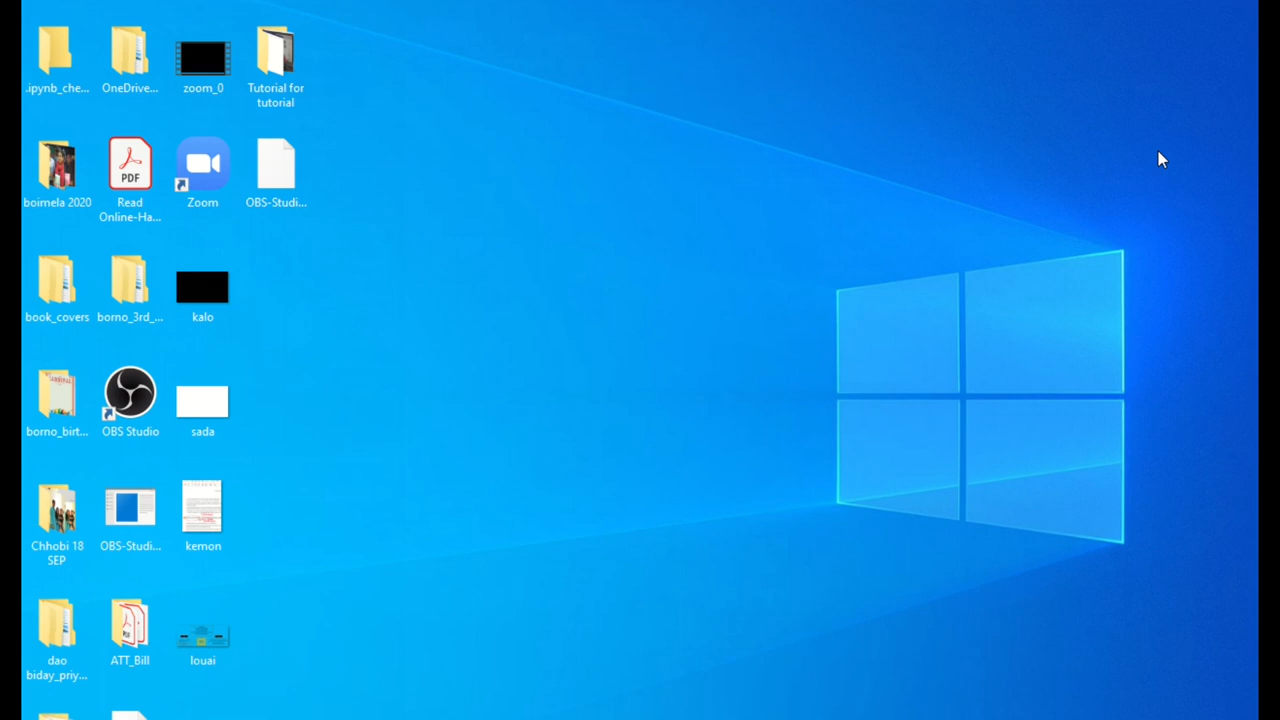 .ipynb_che...
OneDrive...
zoom_0
Tutorial for
tutorial
boimela 2020
PDF
Read
Online-Ha...
Zoom
OBS-Studi...
book_covers
borno_3rd_...
kalo
borno_birt...
OBS Studio
sada
Chhobi 18
SEP
OBS-Studi...
kemon
dao
biday_priy...
PDF
ATT_Bill
louai